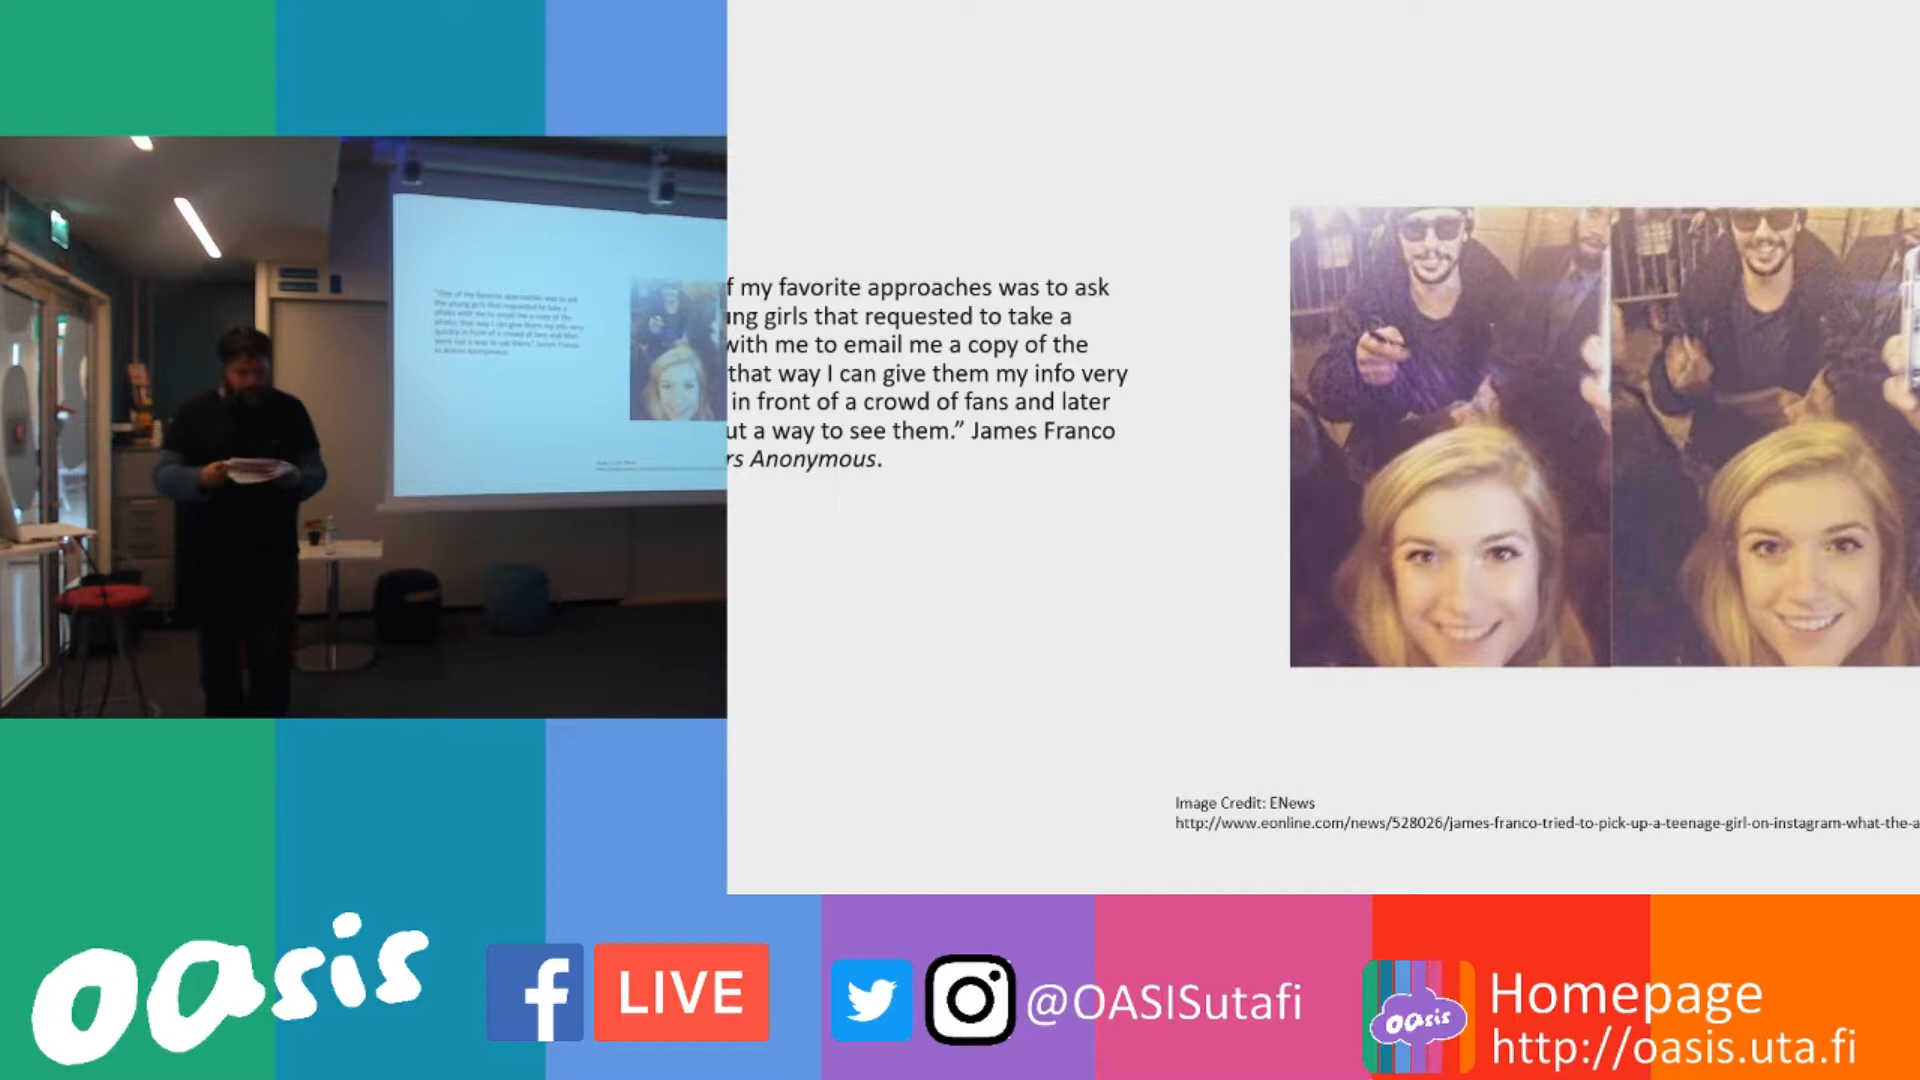 f my favorite approaches was to ask
ng girls that requested to take a
with me to email me a copy of the
that way I can give them my info very
in front of a crowd of fans and later
ut a way to see them.” James Franco
rs Anonymous.
Image Credit: ENews
http://www.eonline.com/news/528026/james-franco-tried-to-pick-up-a-teenage-girl-on-instagram-what-the-a
oasis
f LIVE
@OASISutafi
oasis
Homepage
http://oasis.uta.fi